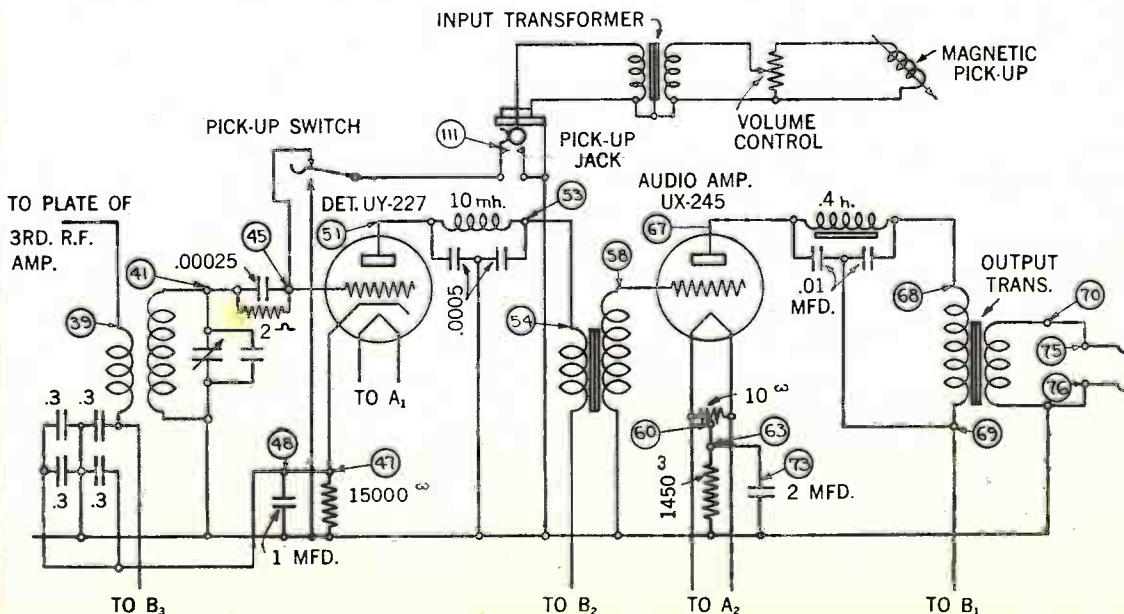 INPUT TRANSFORMER
MAGNETIC
PICK-UP
VOLUME
CONTROL
PICK-UP SWITCH
111
PICK-UP
JACK
TO PLATE OF
3RD. R.F.
AMP.
DET. UY-227
10 mh.
53
AUDIO AMP.
UX-245
.4 h.
51
67
45
41
.00025
58
.0005
.01
MFD.
68
OUTPUT
TRANS.
70
39
2 Ω
54
75
76
TO A1
10 ω
60
63
69
.3
.3
.3
.3
48
47
15000 ω
1450 ω
73
2 MFD.
1 MFD.
TO B3
TO B2
TO A2
TO B1